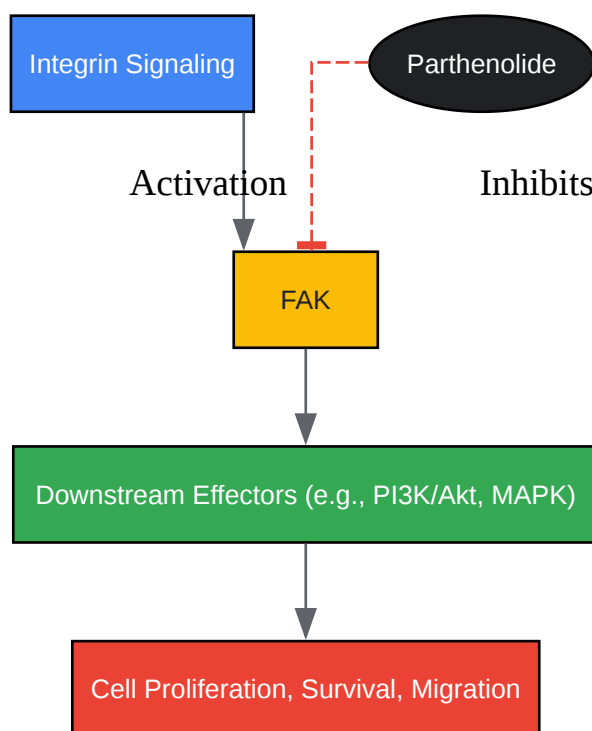 Integrin Signaling
Parthenolide
Activation
Inhibits
FAK
Downstream Effectors (e.g., PI3K/Akt, MAPK)
Cell Proliferation, Survival, Migration